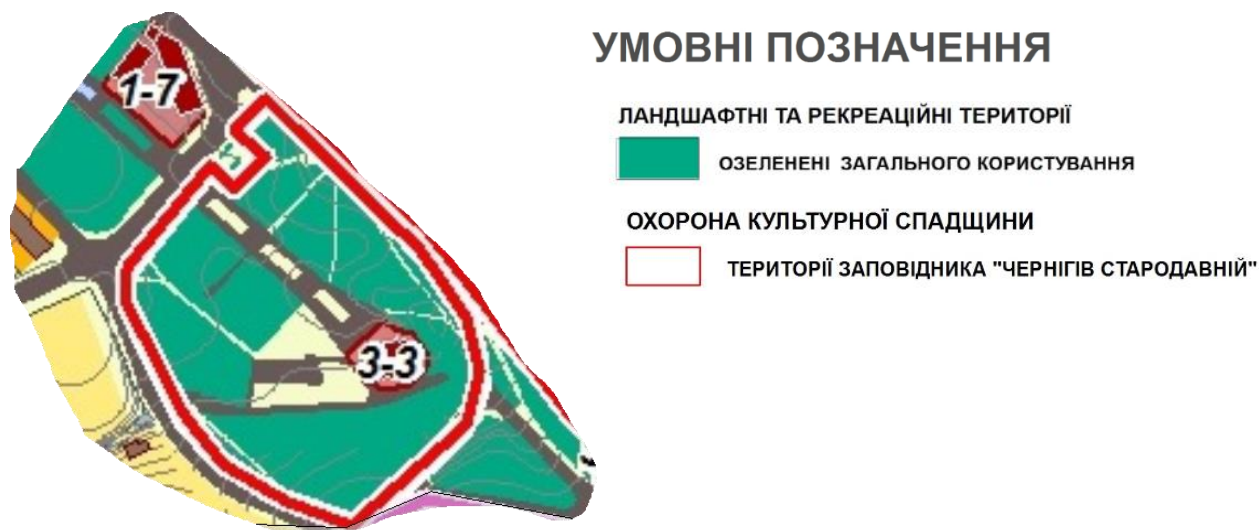 УМОВНІ ПОЗНАЧЕННЯ
ЛАНДШАФТНІ ТА РЕКРЕАЦІЙНІ ТЕРИТОРІЇ
ОЗЕЛЕНЕНІ ЗАГАЛЬНОГО КОРИСТУВАННЯ
ОХОРОНА КУЛЬТУРНОЇ СПАДЩИНИ
ТЕРИТОРІЇ ЗАПОВІДНИКА "ЧЕРНІГІВ СТАРОДАВНІЙ"
1-7
3-3